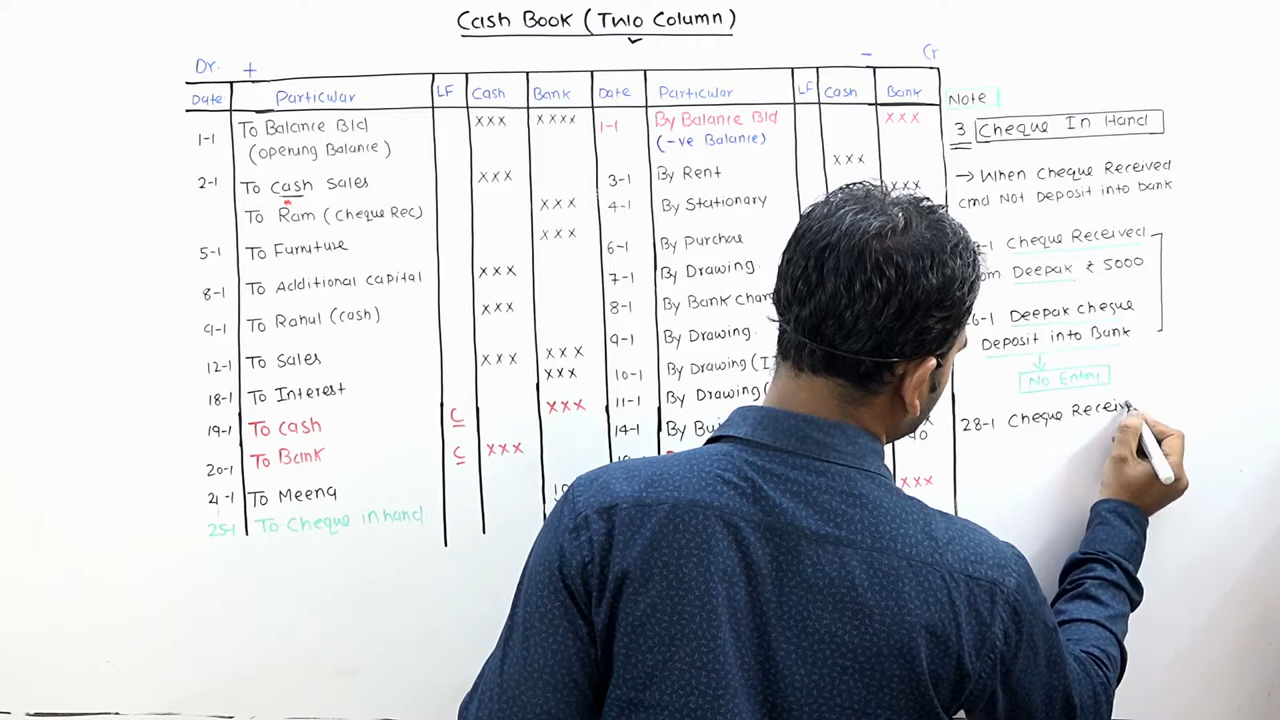 Cash Book (Two Column)
Dr. + - Cr
Date Particular LF Cash Bank Date Particular LF Cash Bank
1-1 To Balance Bld xxx xxxx 1-1 By Balance Bld xxx
(opening Balance) (-ve Balance)
2-1 To cash Sales xxx 3-1 By Rent xxx
To Ram (cheque Rec) xxx 4-1 By Stationary xxx
5-1 To Furniture xxx 6-1 By Purchae
8-1 To Additional capital xxx 7-1 By Drawing
9-1 To Rahul (cash) xxx 8-1 By Bank
12-1 To Sales xxx xxx 9-1 By Drawing
18-1 To Interest xxx 10-1 By Drawing
19-1 To cash C xxx 11-1 By Drawing
20-1 To Bank C xxx 14-1 By
21-1 To Meena xxx
25-1 To Cheque in hand
Note
3 Cheque In Hand
→ When Cheque Received
and Not Deposit into bank
Cheque Received
Deepak ₹ 5000
Deepak cheque
Deposit into Bank
No Entry
28-1 Cheque